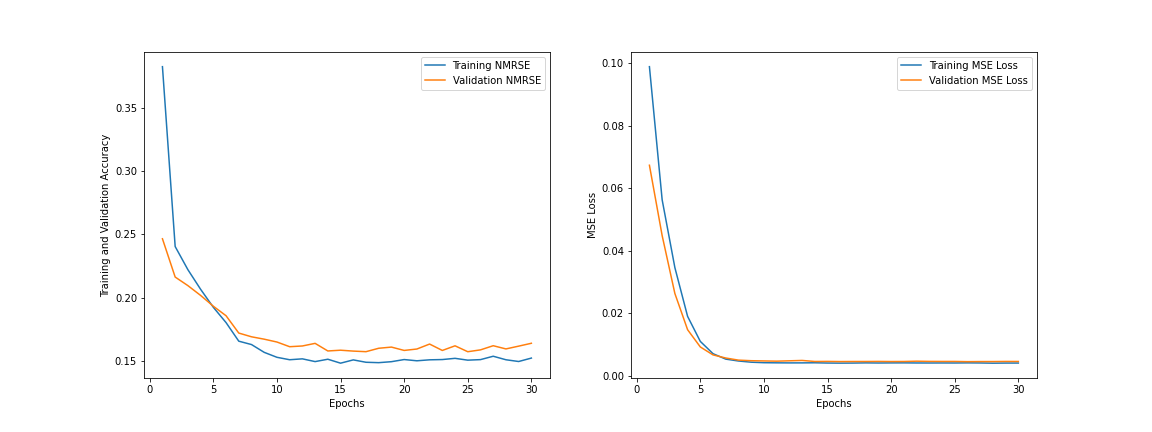 Training NMRSE
Validation NMRSE
0.35
0.30
0.25
0.20
0.15
Training and Validation Accuracy
0 5 10 15 20 25 30
Epochs
Training MSE Loss
Validation MSE Loss
0.10
0.08
0.06
0.04
0.02
0.00
MSE Loss
0 5 10 15 20 25 30
Epochs